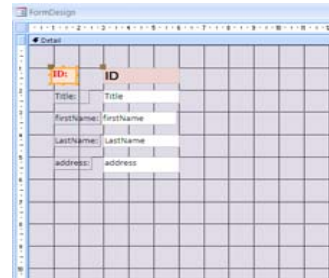 FormDesign
Detail
ID: ID
Title: Title
firstName: firstName
LastName: LastName
address: address